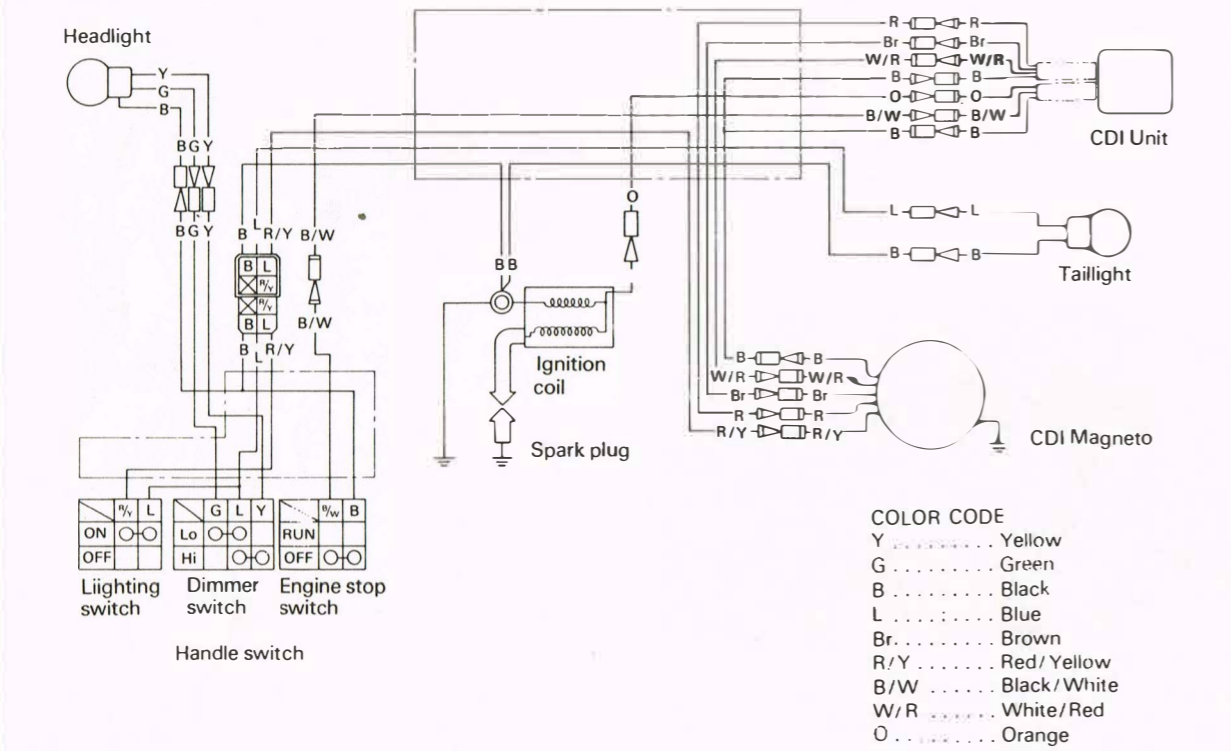 Headlight
Y
G
B
B G Y
B G Y
R R
Br Br
W/R W/R
B B
O O
B/W B/W
B B
CDI Unit
L L
B B
Taillight
B L R/Y B/W
B L
R/Y
R/Y
B L
B/W
B L R/Y
O
B B
Ignition
coil
Spark plug
B B
W/R W/R
Br Br
R R
R/Y R/Y
CDI Magneto
R/Y L
ON
OFF
Liighting
switch
G L Y
Lo
Hi
Dimmer
switch
B/W B
RUN
OFF
Engine stop
switch
Handle switch
COLOR CODE
Y .......... Yellow
G .......... Green
B .......... Black
L .......... Blue
Br. ......... Brown
R/Y ....... Red/Yellow
B/W ...... Black/White
W/R ...... White/Red
O .......... Orange